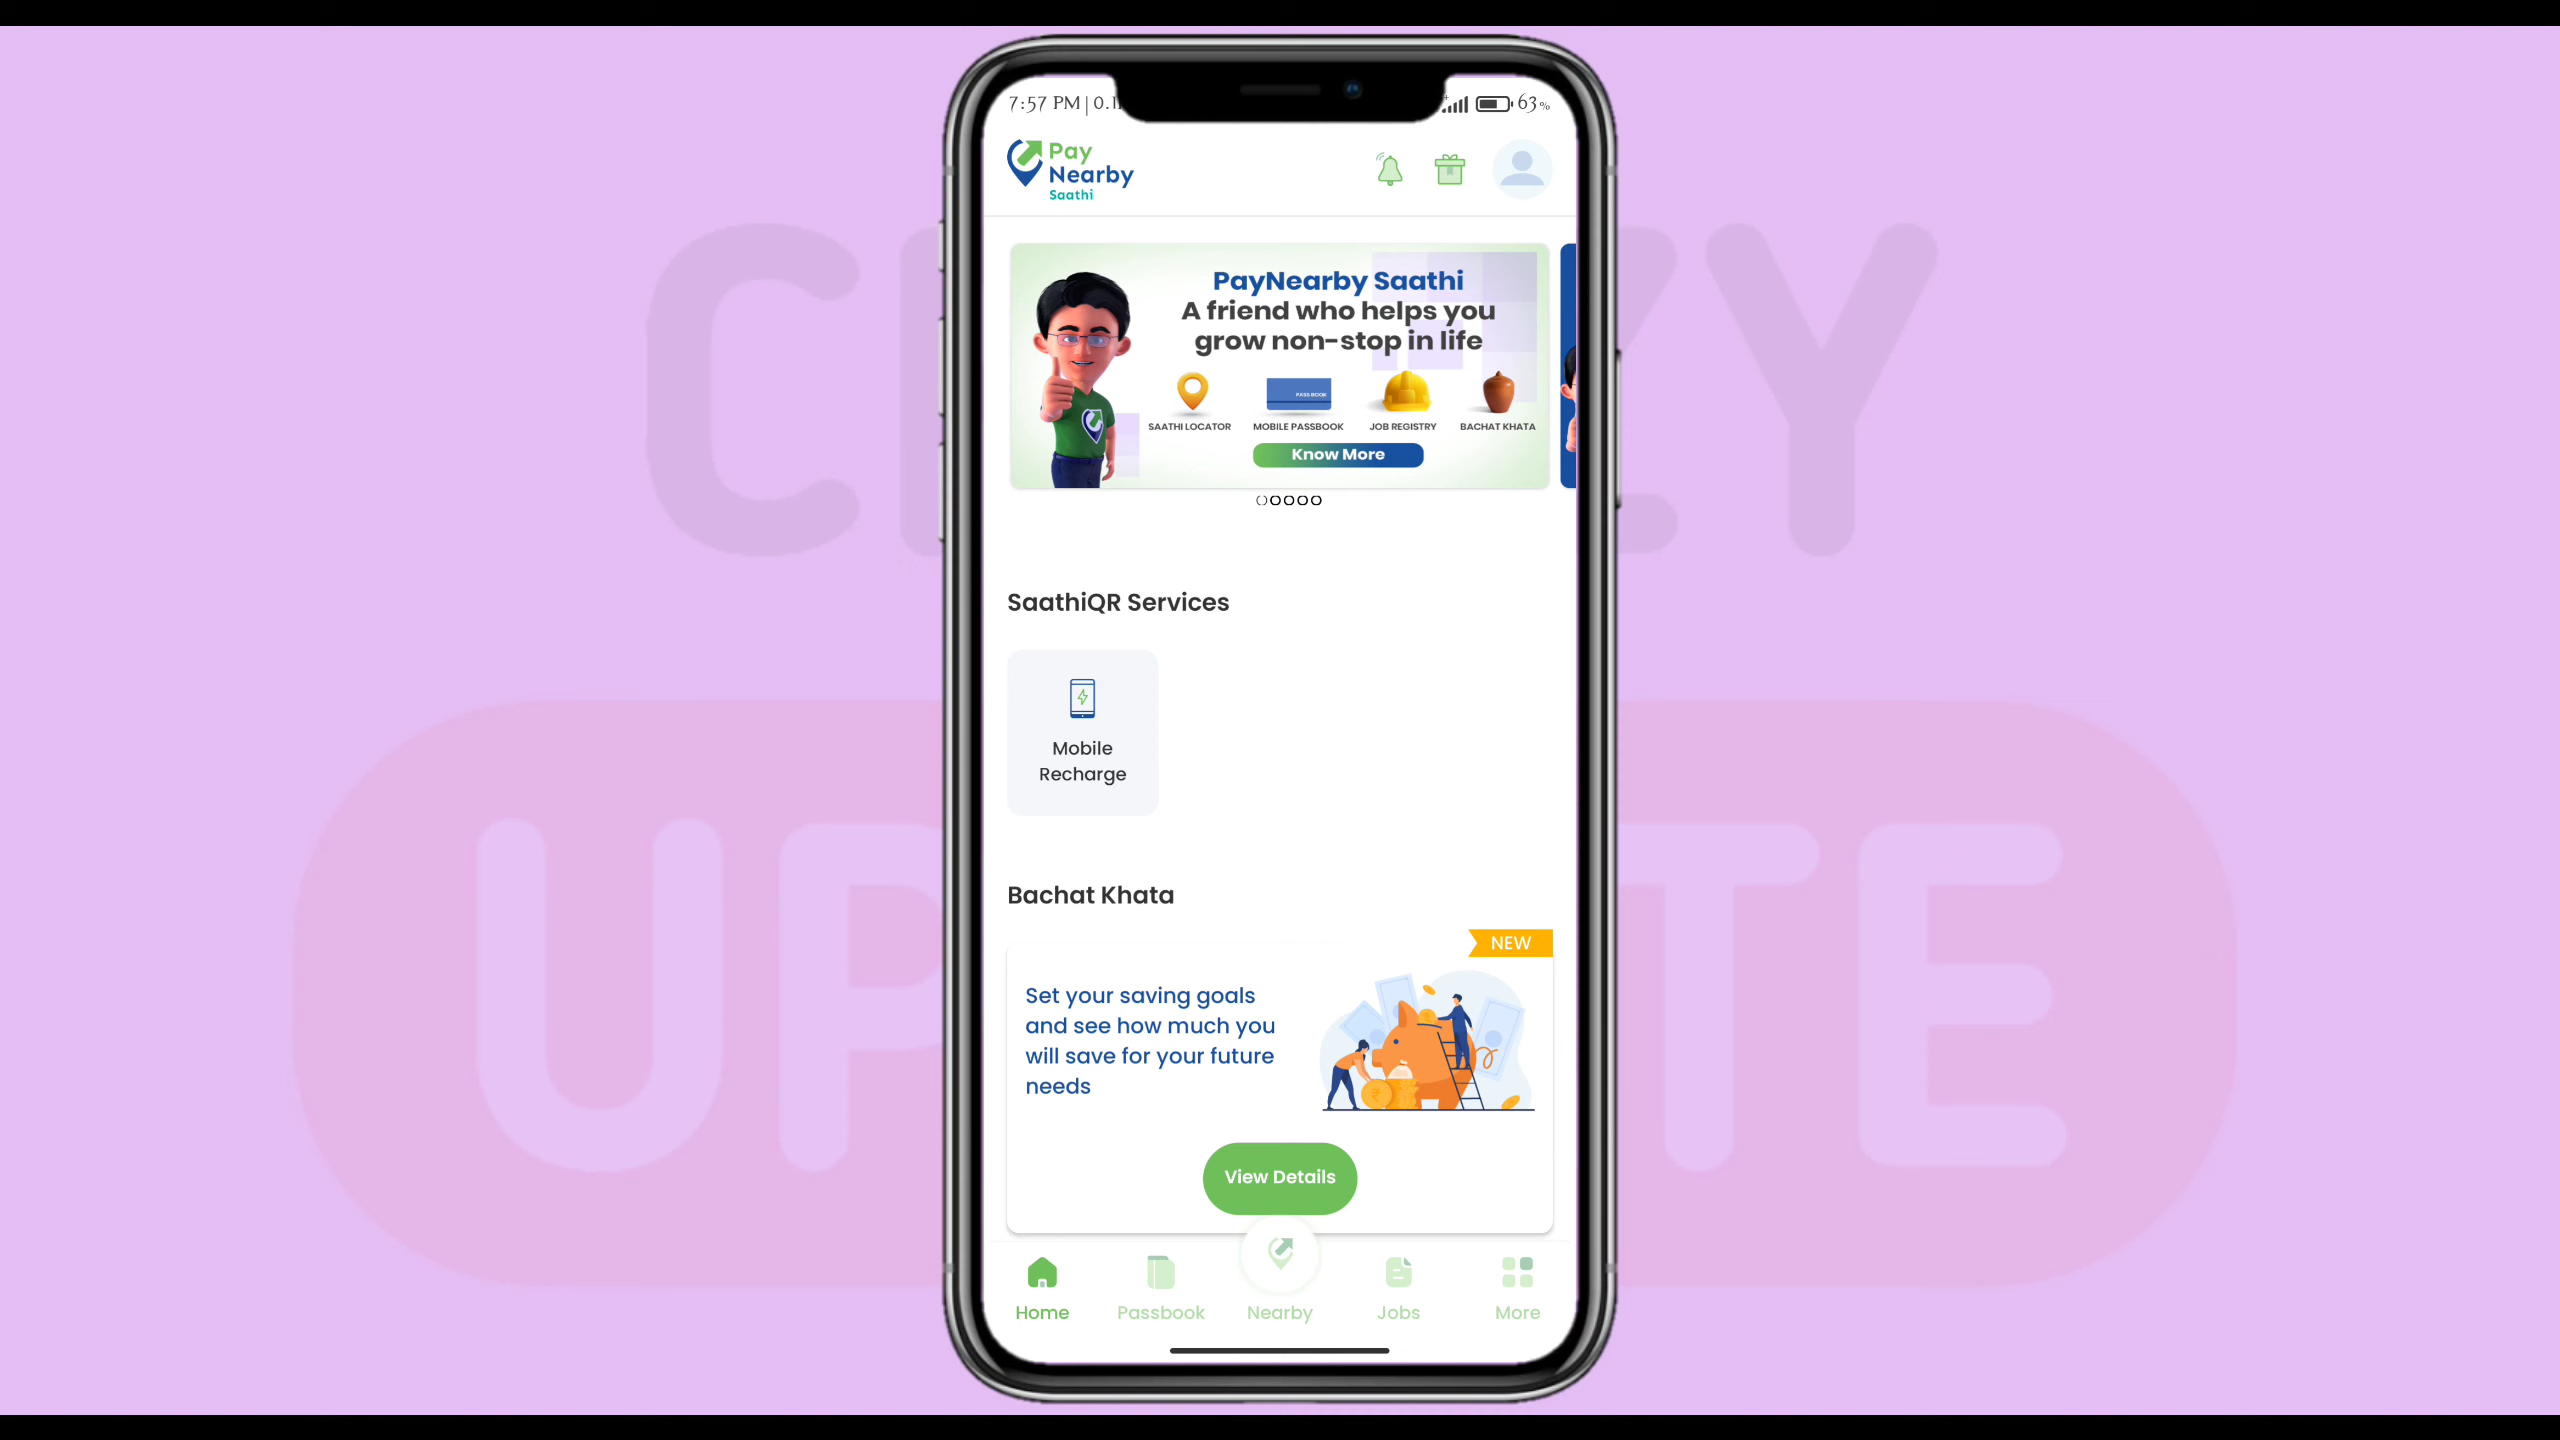 7:57 PM | 0.1
63%
Pay
Nearby
Saathi
PayNearby Saathi
A friend who helps you
grow non-stop in life
PASS BOOK
SAATHI LOCATOR
MOBILE PASSBOOK
JOB REGISTRY
BACHAT KHATA
Know More
SaathiQR Services
Mobile
Recharge
Bachat Khata
NEW
Set your saving goals
and see how much you
will save for your future
needs
View Details
Home
Passbook
Nearby
Jobs
More